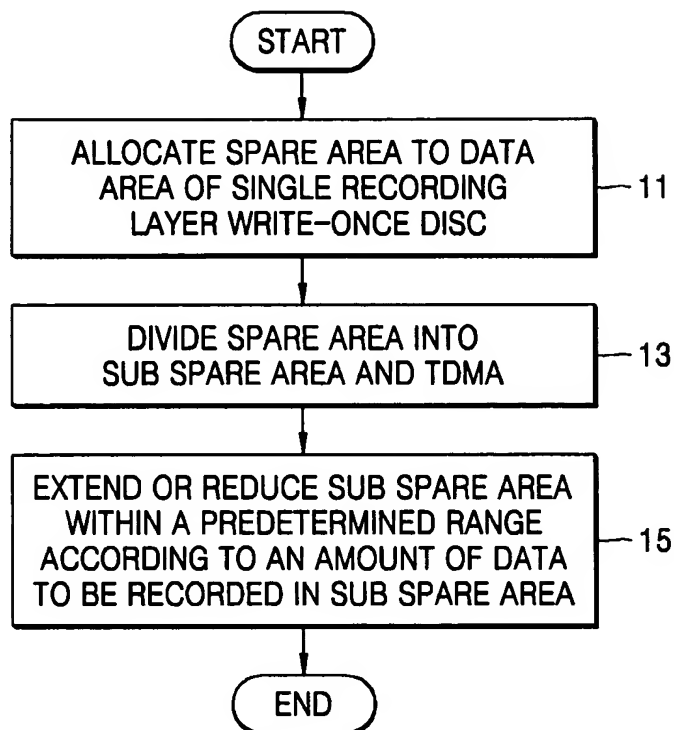 START
ALLOCATE SPARE AREA TO DATA
AREA OF SINGLE RECORDING
LAYER WRITE-ONCE DISC
11
DIVIDE SPARE AREA INTO
SUB SPARE AREA AND TDMA
13
EXTEND OR REDUCE SUB SPARE AREA
WITHIN A PREDETERMINED RANGE
ACCORDING TO AN AMOUNT OF DATA
TO BE RECORDED IN SUB SPARE AREA
15
END